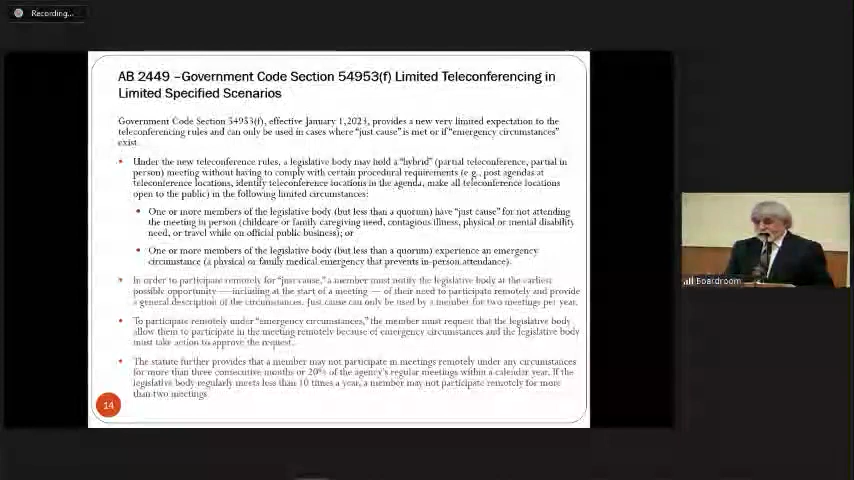 Recording...
AB 2449 –Government Code Section 54953(f) Limited Teleconferencing in
Limited Specified Scenarios
Government Code Section 54953(f), effective January 1,2023, provides a new very limited expectation to the
teleconferencing rules and can only be used in cases where “just cause” is met or if “emergency circumstances”
exist.
Under the new teleconference rules, a legislative body may hold a “hybrid” (partial teleconference, partial in
person) meeting without having to comply with certain procedural requirements (e.g., post agendas at
teleconference locations, identify teleconference locations in the agenda, make all teleconference locations
open to the public) in the following limited circumstances:
One or more members of the legislative body (but less than a quorum) have “just cause” for not attending
the meeting in person (childcare or family caregiving need, contagious illness, physical or mental disability
need, or travel while on official public business); or
One or more members of the legislative body (but less than a quorum) experience an emergency
circumstance (a physical or family medical emergency that prevents in-person attendance).
In order to participate remotely for “just cause,” a member must notify the legislative body at the earliest
possible opportunity — including at the start of a meeting — of their need to participate remotely and provide
a general description of the circumstances. Just cause can only be used by a member for two meetings per year.
To participate remotely under “emergency circumstances,” the member must request that the legislative body
allow them to participate in the meeting remotely because of emergency circumstances and the legislative body
must take action to approve the request.
The statute further provides that a member may not participate in meetings remotely under any circumstances
for more than three consecutive months or 20% of the agency's regular meetings within a calendar year. If the
legislative body regularly meets less than 10 times a year, a member may not participate remotely for more
than two meetings
14
Boardroom